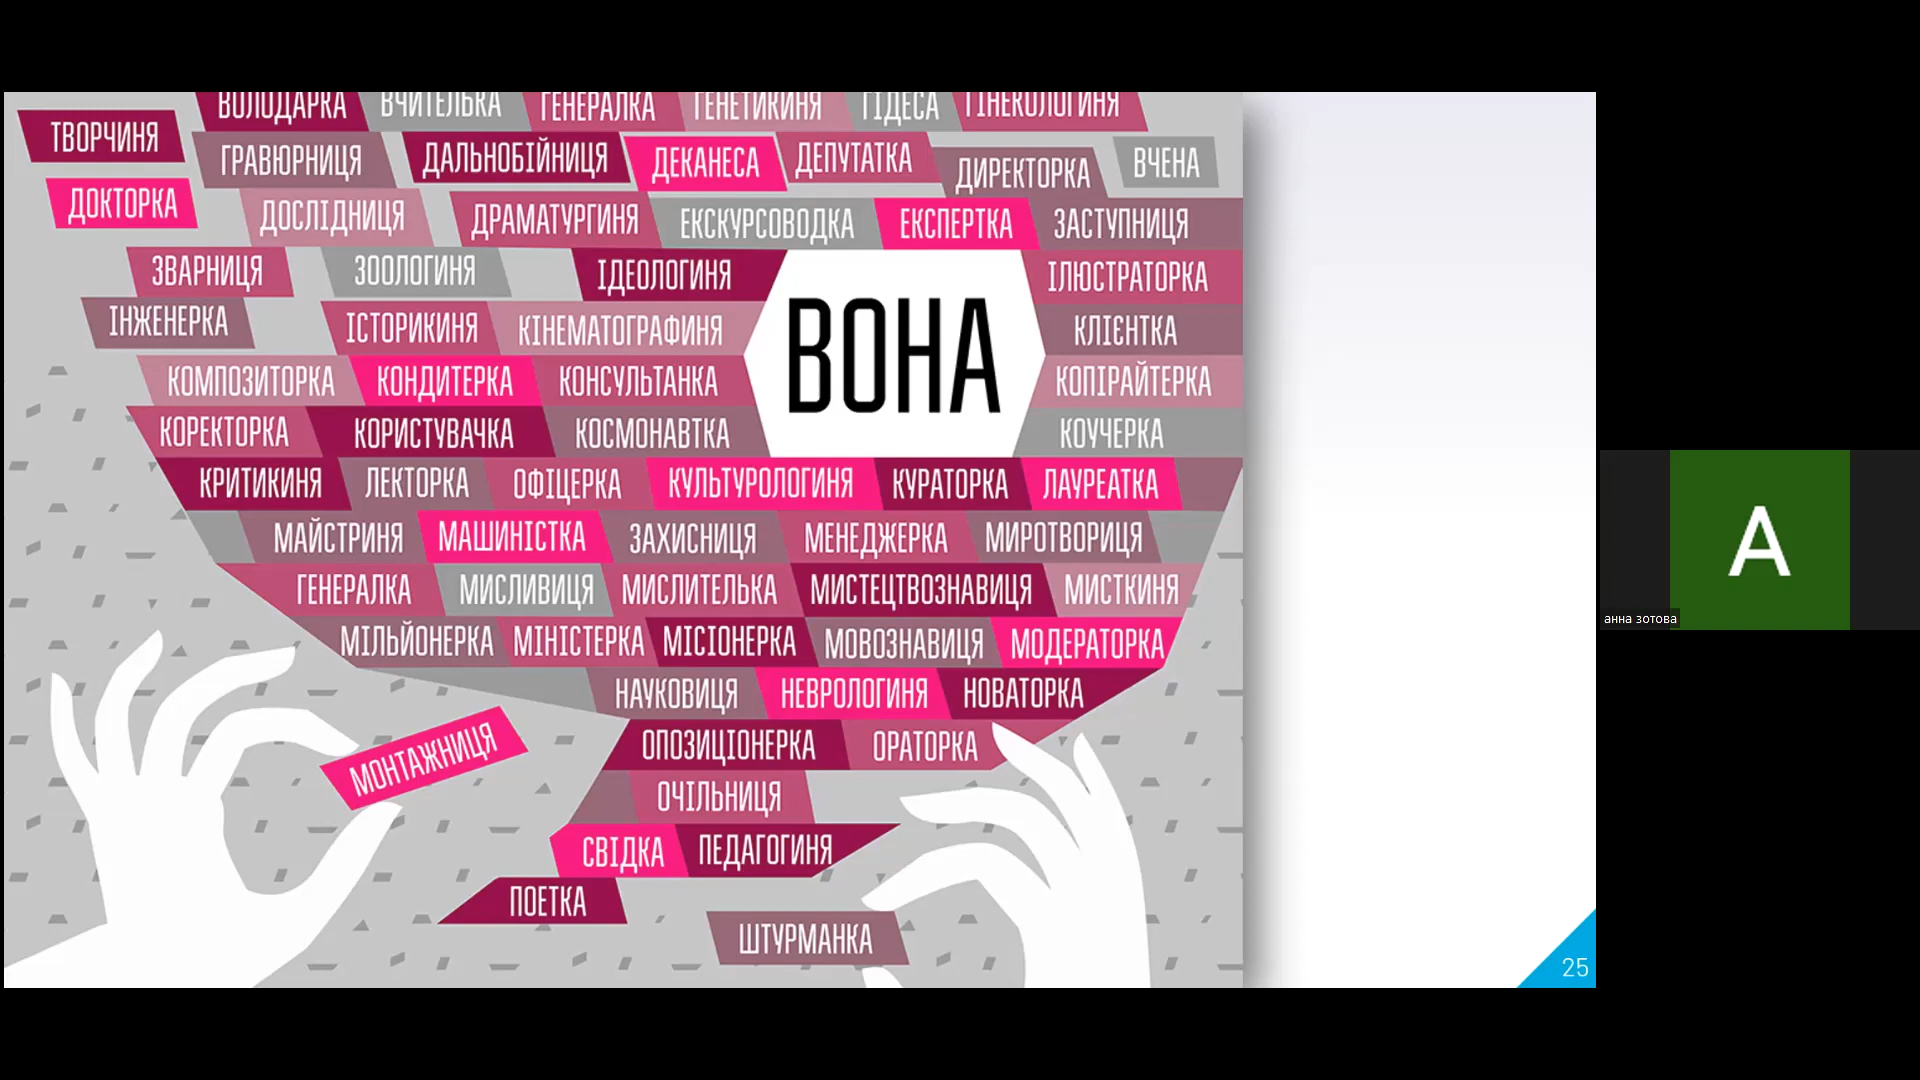 ВОЛОДАРКА ВЧИТЕЛЬКА ГЕНЕРАЛКА ГЕНЕТИКИНЯ ГІДЕСА ГІНЕКОЛОГИНЯ
ТВОРЧИНЯ ГРАВЮРНИЦЯ ДАЛЬНОБІЙНИЦЯ ДЕКАНЕСА ДЕПУТАТКА ДИРЕКТОРКА ВЧЕНА
ДОКТОРКА ДОСЛІДНИЦЯ ДРАМАТУРГИНЯ ЕКСКУРСОВОДКА ЕКСПЕРТКА ЗАСТУПНИЦЯ
ЗВАРНИЦЯ ЗООЛОГИНЯ ІДЕОЛОГИНЯ ІЛЮСТРАТОРКА
ІНЖЕНЕРКА ІСТОРИКИНЯ КІНЕМАТОГРАФИНЯ ВОНА КЛІЄНТКА
КОМПОЗИТОРКА КОНДИТЕРКА КОНСУЛЬТАНКА КОПІРАЙТЕРКА
КОРЕКТОРКА КОРИСТУВАЧКА КОСМОНАВТКА КОУЧЕРКА
КРИТИКИНЯ ЛЕКТОРКА ОФІЦЕРКА КУЛЬТУРОЛОГИНЯ КУРАТОРКА ЛАУРЕАТКА
МАЙСТРИНЯ МАШИНІСТКА ЗАХИСНИЦЯ МЕНЕДЖЕРКА МИРОТВОРИЦЯ
ГЕНЕРАЛКА МИСЛИВИЦЯ МИСЛИТЕЛЬКА МИСТЕЦТВОЗНАВИЦЯ МИСТКИНЯ
МІЛЬЙОНЕРКА МІНІСТЕРКА МІСІОНЕРКА МОВОЗНАВИЦЯ МОДЕРАТОРКА
НАУКОВИЦЯ НЕВРОЛОГИНЯ НОВАТОРКА
МОНТАЖНИЦЯ ОПОЗИЦІОНЕРКА ОРАТОРКА
ОЧІЛЬНИЦЯ
СВІДКА ПЕДАГОГИНЯ
ПОЕТКА
ШТУРМАНКА
25
А
анна зотова